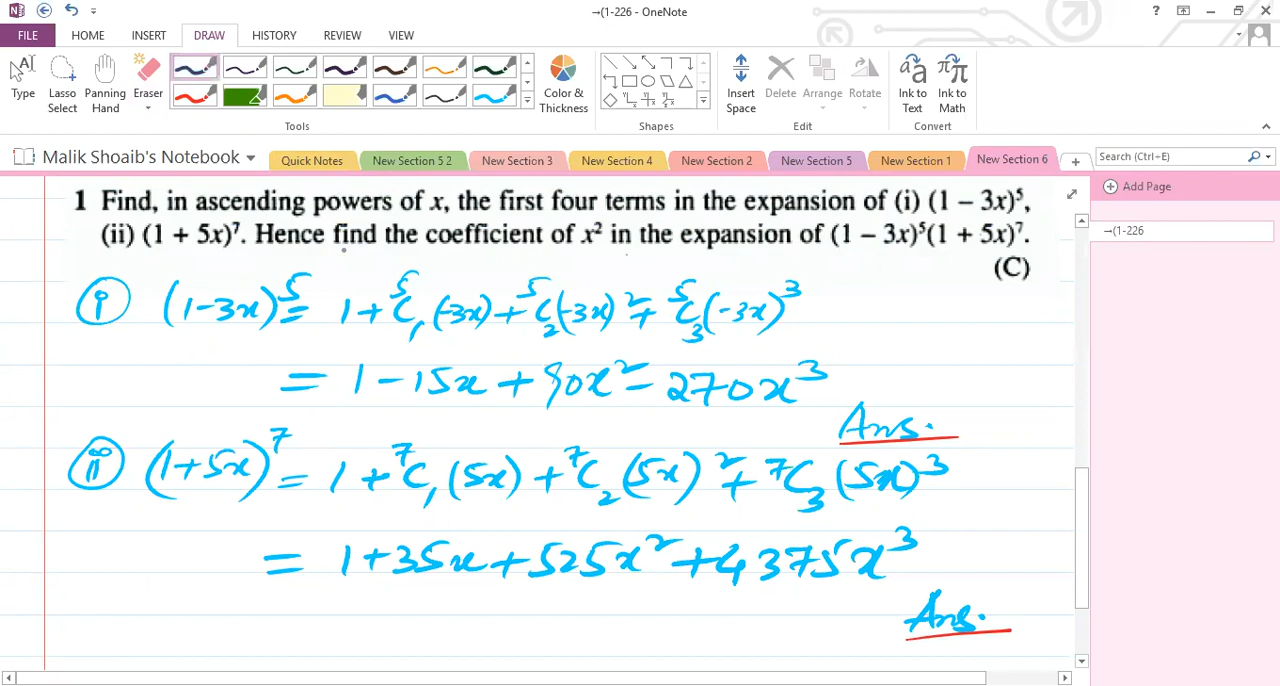 →(1-226 - OneNote
FILE HOME INSERT DRAW HISTORY REVIEW VIEW
Type Lasso Select Panning Hand Eraser Color & Thickness Insert Space Delete Arrange Rotate Ink to Text Ink to Math
Tools Shapes Edit Convert
Malik Shoaib's Notebook Quick Notes New Section 5 2 New Section 3 New Section 4 New Section 2 New Section 5 New Section 1 New Section 6 Search (Ctrl+E)
Add Page
→(1-226
1 Find, in ascending powers of x, the first four terms in the expansion of (i) (1 – 3x)⁵,
(ii) (1 + 5x)⁷. Hence find the coefficient of x² in the expansion of (1 – 3x)⁵(1 + 5x)⁷.
(C)
(i) (1-3x)⁵ = 1 + ⁵C₁(-3x) + ⁵C₂(-3x)² + ⁵C₃(-3x)³
= 1 - 15x + 90x² - 270x³
Ans.
(ii) (1+5x)⁷ = 1 + ⁷C₁(5x) + ⁷C₂(5x)² + ⁷C₃(5x)³
= 1 + 35x + 525x² + 4375x³
Ans.